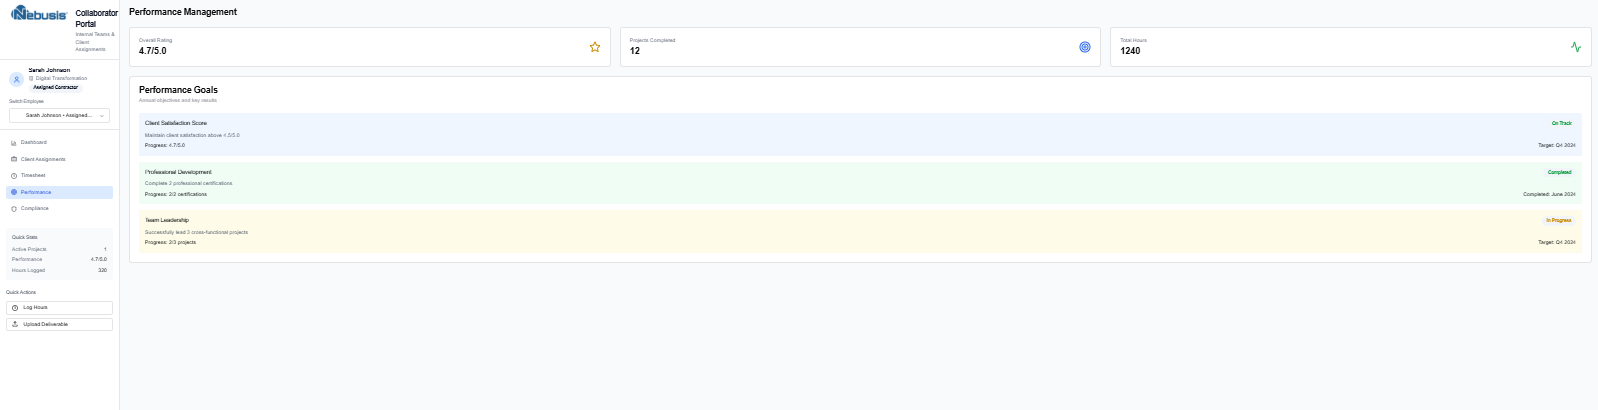 Nebusis
Collaborator
Portal
Internal Teams &
Client
Assignments
Sarah Johnson
Digital Transformation
Assigned Contractor
Switch Employee
Sarah Johnson • Assigned...
Dashboard
Client Assignments
Timesheet
Performance
Compliance
Quick Stats
Active Projects 1
Performance 4.7/5.0
Hours Logged 320
Quick Actions
Log Hours
Upload Deliverable
Performance Management
Overall Rating
4.7/5.0
Projects Completed
12
Total Hours
1240
Performance Goals
Annual objectives and key results
Client Satisfaction Score On Track
Maintain client satisfaction above 4.5/5.0
Progress: 4.7/5.0 Target: Q4 2024
Professional Development Completed
Complete 2 professional certifications
Progress: 2/2 certifications Completed: June 2024
Team Leadership In Progress
Successfully lead 3 cross-functional projects
Progress: 2/3 projects Target: Q4 2024